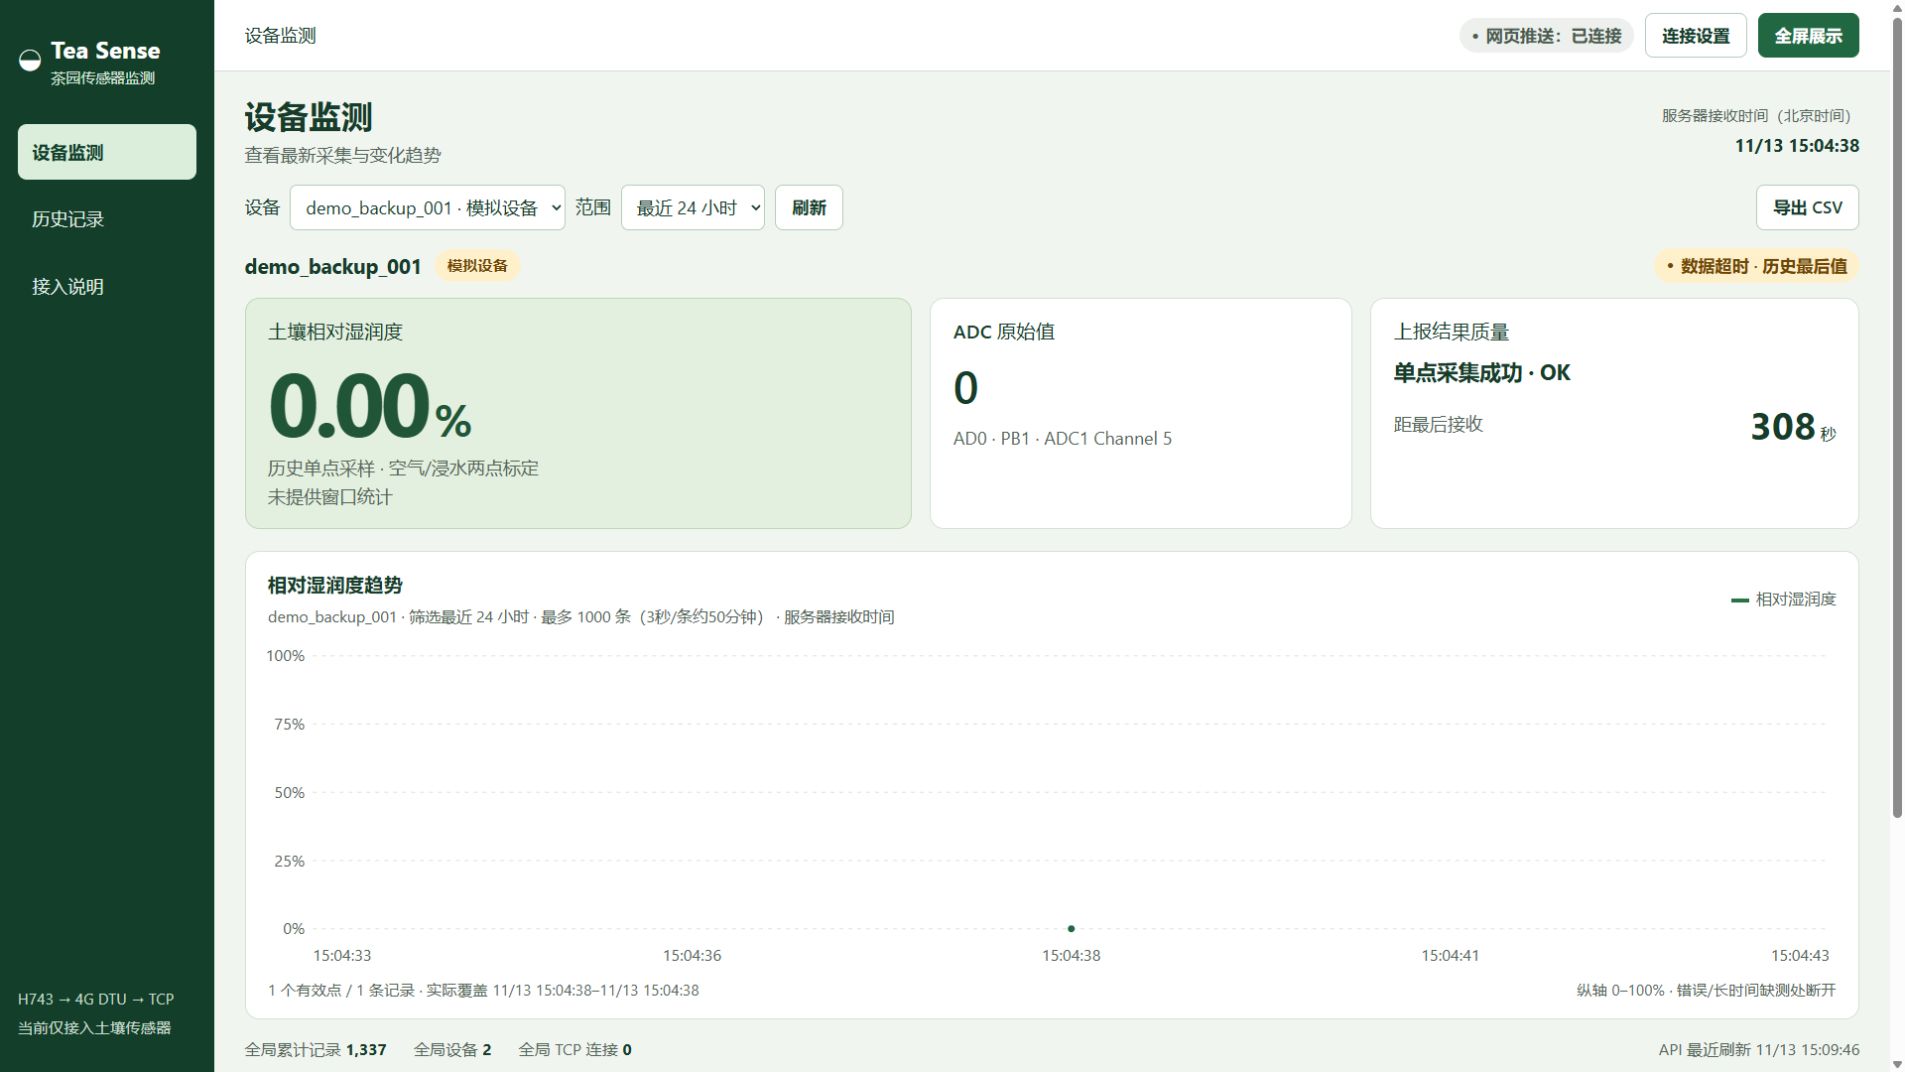 Tea Sense
茶园传感器监测
设备监测
历史记录
接入说明
H743 → 4G DTU → TCP
当前仅接入土壤传感器
设备监测
• 网页推送：已连接
连接设置
全屏展示
设备监测
查看最新采集与变化趋势
服务器接收时间（北京时间）
11/13 15:04:38
设备 demo_backup_001 · 模拟设备 范围 最近 24 小时 刷新
导出 CSV
demo_backup_001 模拟设备
• 数据超时 · 历史最后值
土壤相对湿润度
0.00%
历史单点采样 · 空气/浸水两点标定
未提供窗口统计
ADC 原始值
0
AD0 · PB1 · ADC1 Channel 5
上报结果质量
单点采集成功 · OK
距最后接收 308 秒
相对湿润度趋势
demo_backup_001 · 筛选最近 24 小时 · 最多 1000 条（3秒/条约50分钟） · 服务器接收时间
相对湿润度
100%
75%
50%
25%
0%
15:04:33 15:04:36 15:04:38 15:04:41 15:04:43
1 个有效点 / 1 条记录 · 实际覆盖 11/13 15:04:38–11/13 15:04:38
纵轴 0–100% · 错误/长时间缺测处断开
全局累计记录 1,337 全局设备 2 全局 TCP 连接 0
API 最近刷新 11/13 15:09:46